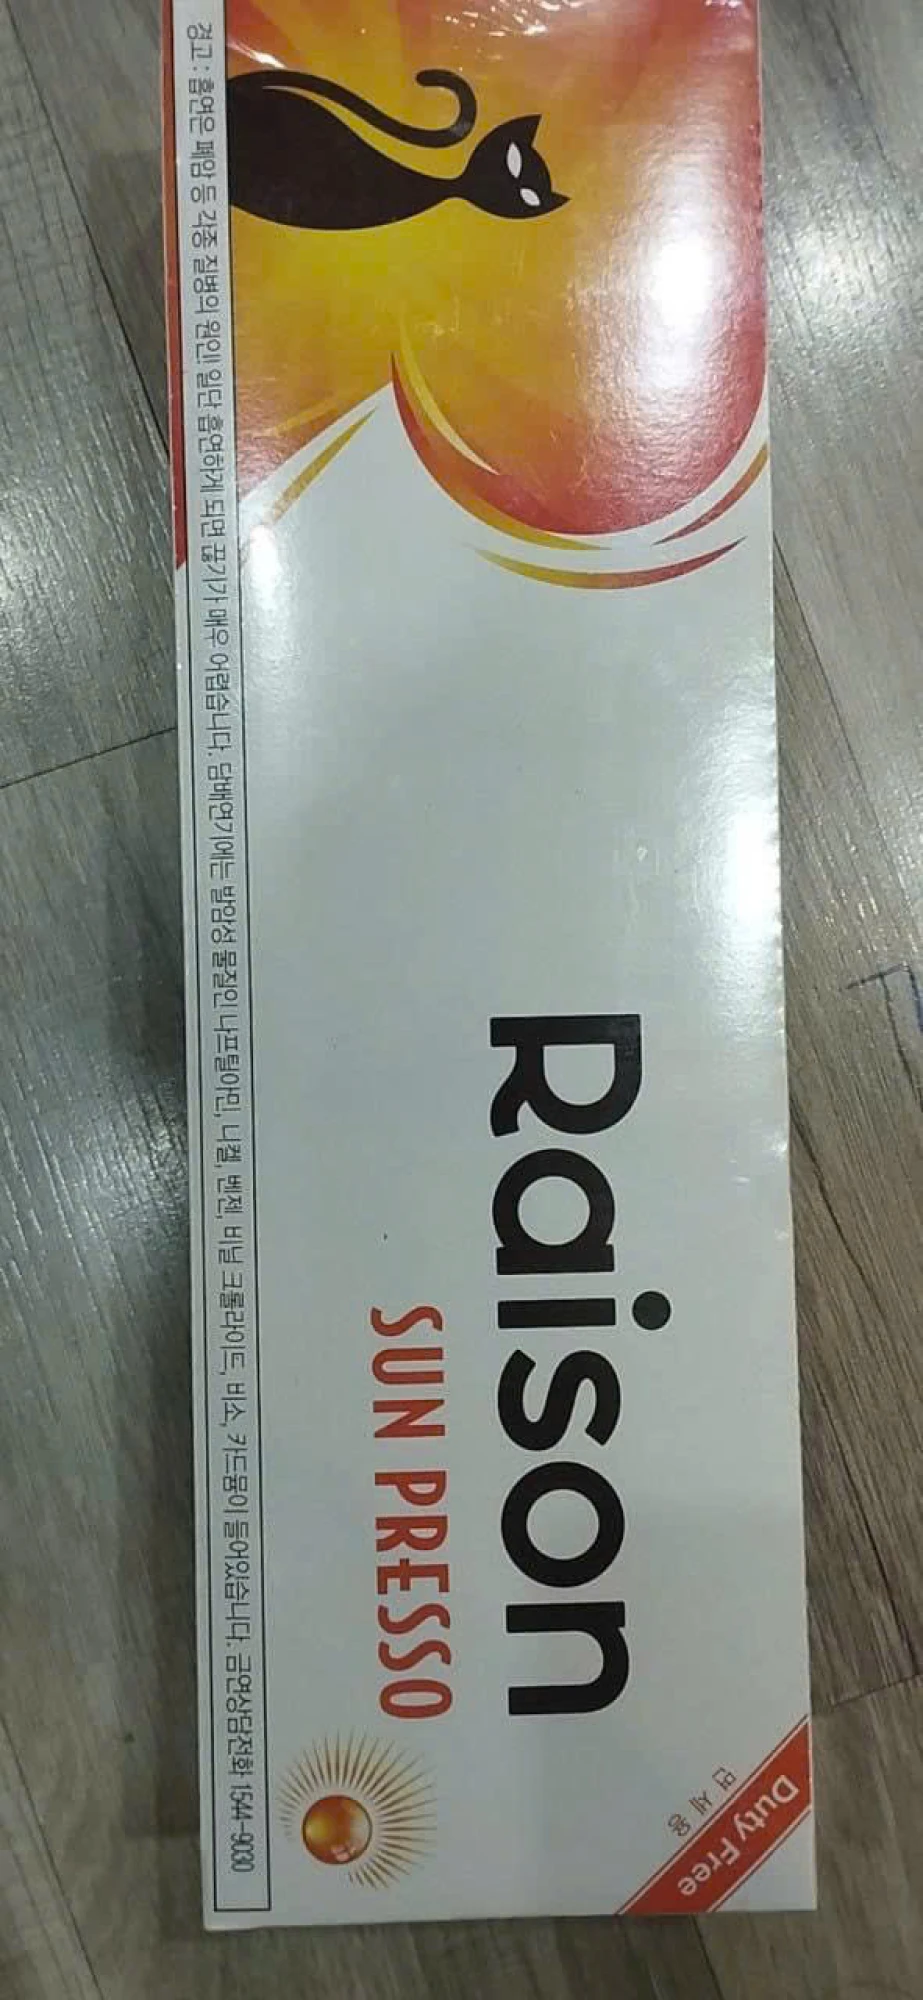 Raison
SUN PRESSO
면세용
Duty Free
경고 : 흡연은 폐암 등 각종 질병의 원인! 일단 흡연하게 되면 끊기가 매우 어렵습니다. 담배연기에는 발암성 물질인 나프틸아민, 니켈, 벤젠, 비닐 크롤라이드, 비소, 카드뮴이 들어있습니다. 금연상담전화 1544-9030